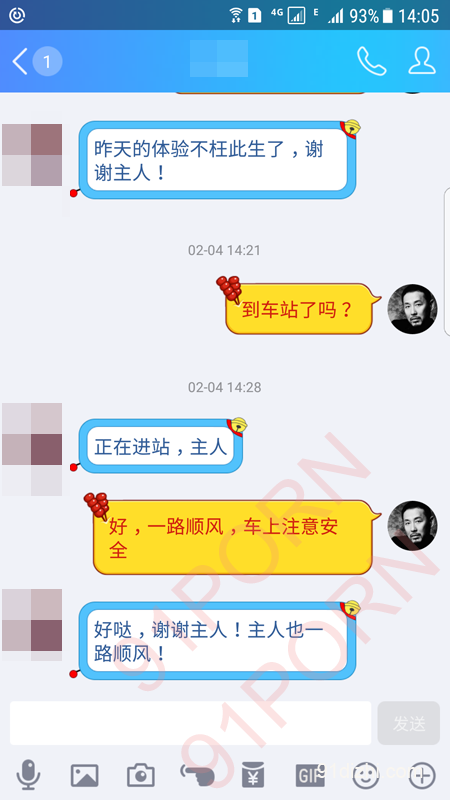 4G
E
93%
14:05
1
1
昨天的体验不枉此生了，谢
谢主人！
02-04 14:21
到车站了吗？
02-04 14:28
正在进站，主人
好，一路顺风，车上注意安
全
好哒，谢谢主人！主人也一
路顺风！
91PORN
91PORN
发送
GIF